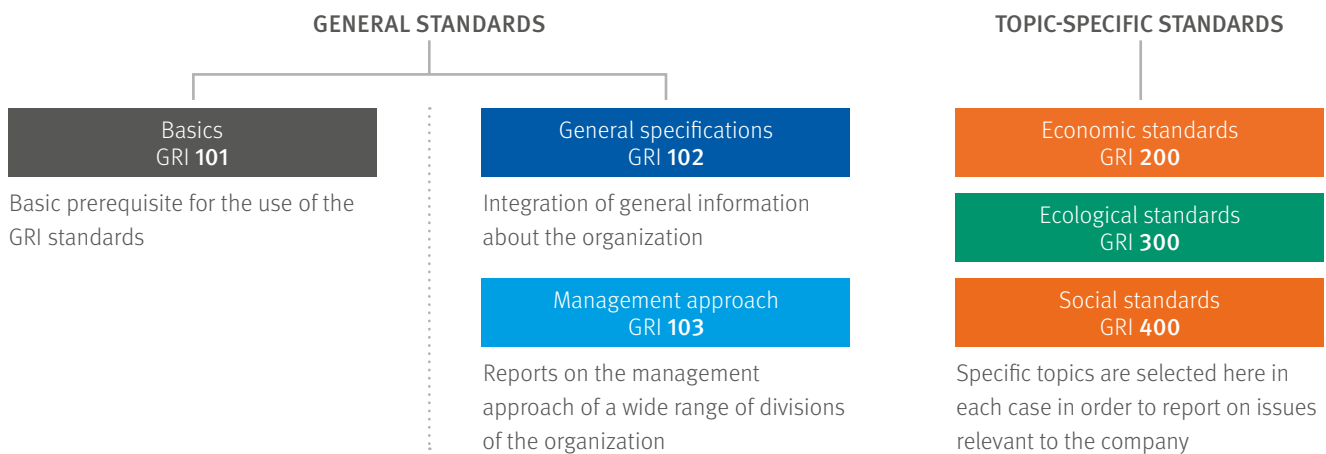 GENERAL STANDARDS
Basics
GRI 101
Basic prerequisite for the use of the
GRI standards
General specifications
GRI 102
Integration of general information
about the organization
Management approach
GRI 103
Reports on the management
approach of a wide range of divisions
of the organization
TOPIC-SPECIFIC STANDARDS
Economic standards
GRI 200
Ecological standards
GRI 300
Social standards
GRI 400
Specific topics are selected here in
each case in order to report on issues
relevant to the company